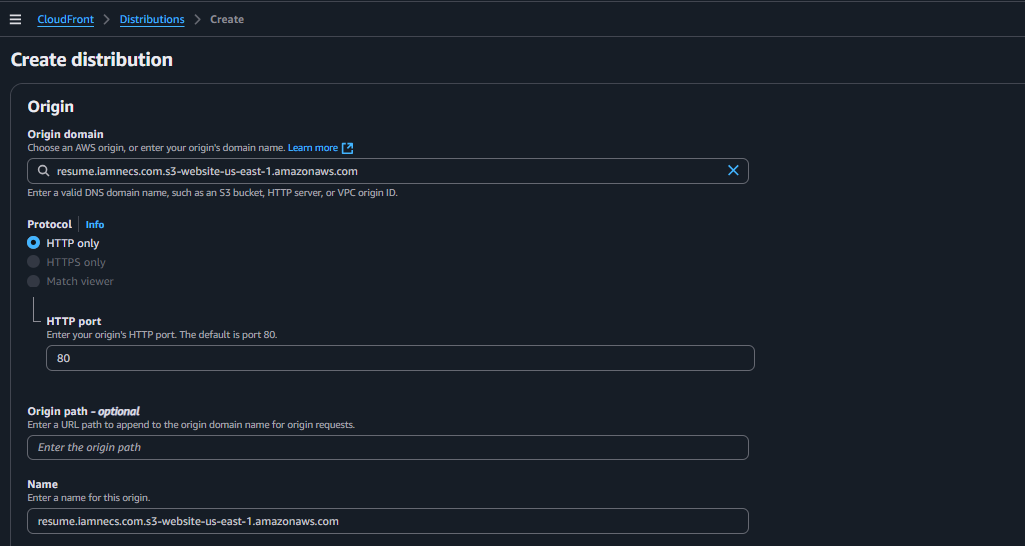 CloudFront > Distributions > Create
Create distribution
Origin
Origin domain
Choose an AWS origin, or enter your origin's domain name. Learn more
resume.iamnecs.com.s3-website-us-east-1.amazonaws.com
Enter a valid DNS domain name, such as an S3 bucket, HTTP server, or VPC origin ID.
Protocol | Info
HTTP only
HTTPS only
Match viewer
HTTP port
Enter your origin's HTTP port. The default is port 80.
80
Origin path - optional
Enter a URL path to append to the origin domain name for origin requests.
Enter the origin path
Name
Enter a name for this origin.
resume.iamnecs.com.s3-website-us-east-1.amazonaws.com